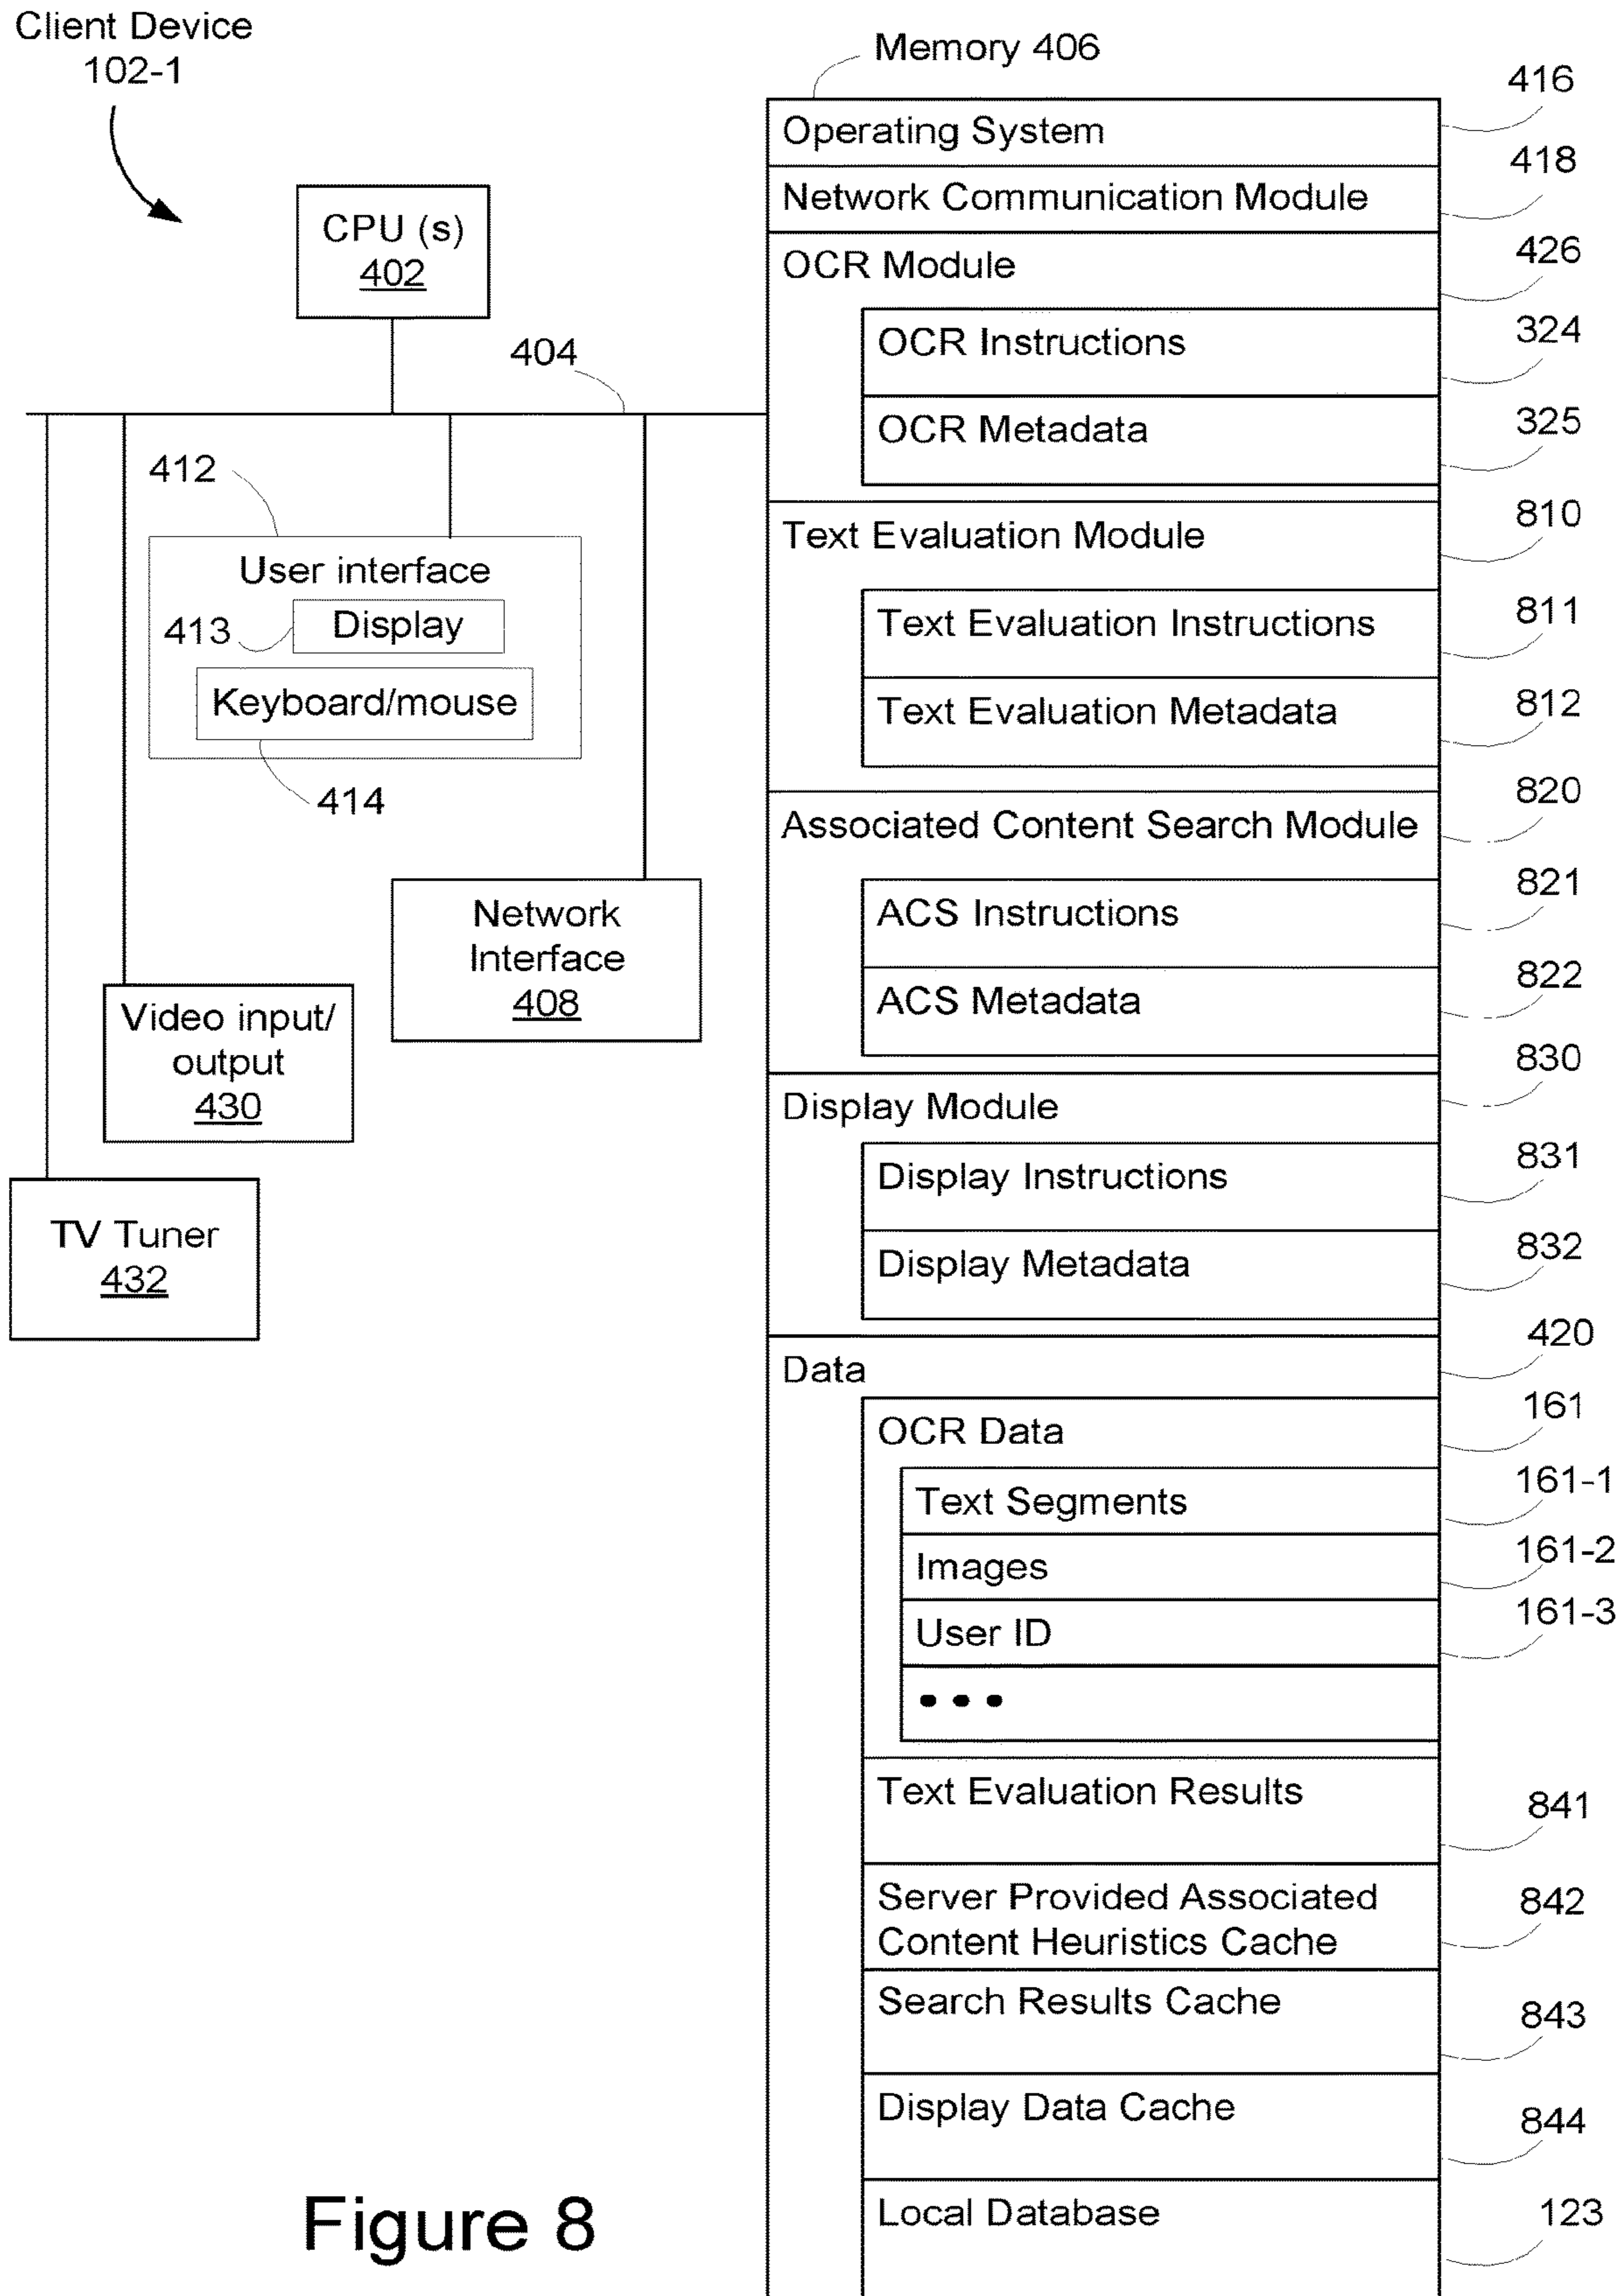 Client Device
102-1
CPU (s)
402
404
412
User interface
413
Display
Keyboard/mouse
414
Network
Interface
408
Video input/
output
430
TV Tuner
432
Memory 406
Operating System
416
Network Communication Module
418
OCR Module
426
OCR Instructions
324
OCR Metadata
325
Text Evaluation Module
810
Text Evaluation Instructions
811
Text Evaluation Metadata
812
Associated Content Search Module
820
ACS Instructions
821
ACS Metadata
822
Display Module
830
Display Instructions
831
Display Metadata
832
Data
420
OCR Data
161
Text Segments
161-1
Images
161-2
User ID
161-3
• • •
Text Evaluation Results
841
Server Provided Associated
Content Heuristics Cache
842
Search Results Cache
843
Display Data Cache
844
Local Database
123
Figure 8